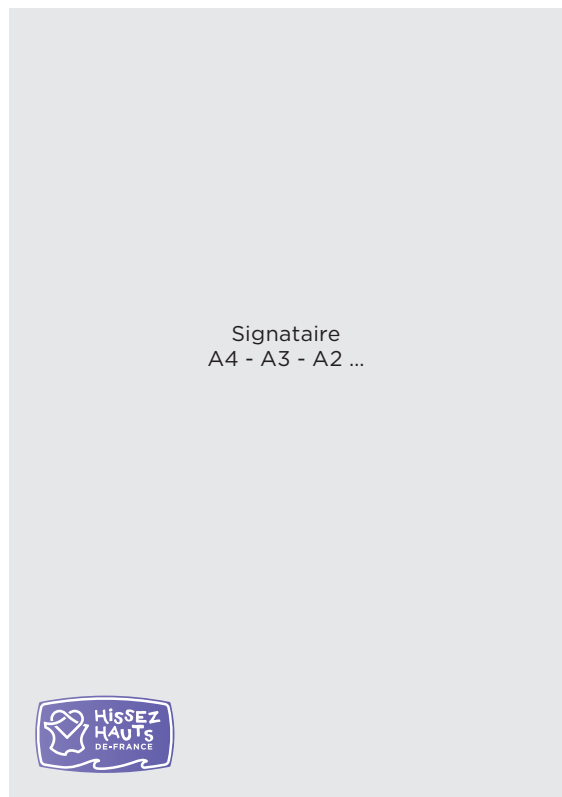 Signataire
A4 - A3 - A2 ...
HiSSEZ
HAUTS
DE-FRANCE